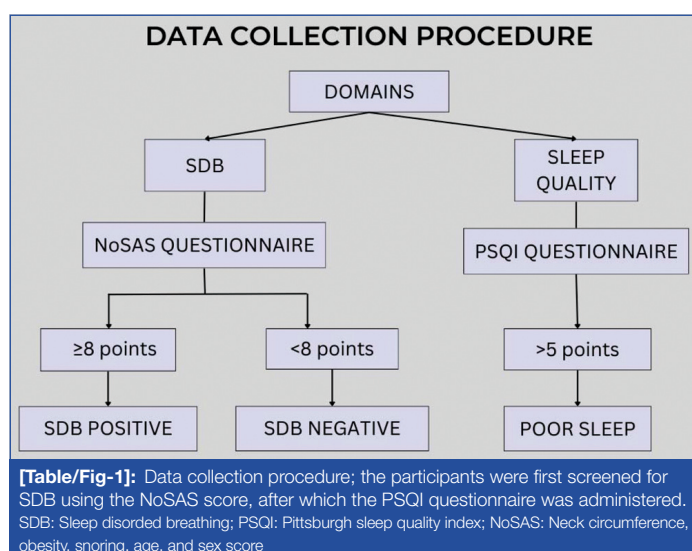 DATA COLLECTION PROCEDURE
DOMAINS
SDB
SLEEP
QUALITY
NoSAS QUESTIONNAIRE
PSQI QUESTIONNAIRE
≥8 points
<8 points
>5 points
SDB POSITIVE
SDB NEGATIVE
POOR SLEEP
[Table/Fig-1]: Data collection procedure; the participants were first screened for
SDB using the NoSAS score, after which the PSQI questionnaire was administered.
SDB: Sleep disorded breathing; PSQI: Pittsburgh sleep quality index; NoSAS: Neck circumference,
obesity, snoring, age, and sex score